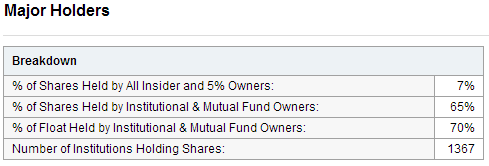 Major Holders
Breakdown
% of Shares Held by All Insider and 5% Owners: 7%
% of Shares Held by Institutional & Mutual Fund Owners: 65%
% of Float Held by Institutional & Mutual Fund Owners: 70%
Number of Institutions Holding Shares: 1367